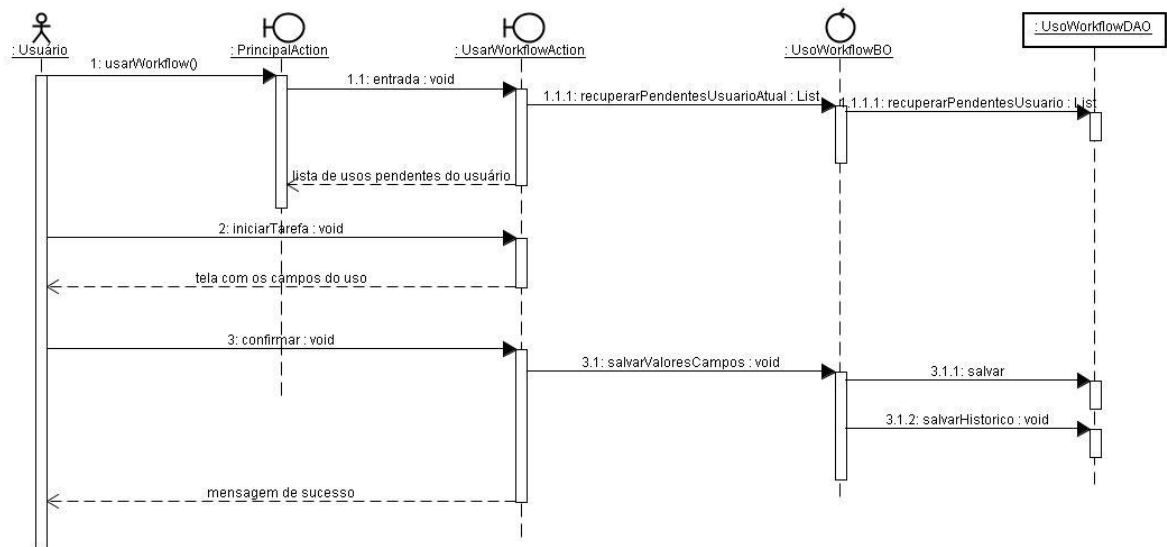 : Usuário
: PrincipalAction
: UsarWorkflowAction
: UsoWorkflowBO
: UsoWorkflowDAO
1: usarWorkflow()
1.1: entrada : void
1.1.1: recuperarPendentesUsuarioAtual : List
1.1.1.1: recuperarPendentesUsuario : List
lista de usos pendentes do usuário
2: iniciarTarefa : void
tela com os campos do uso
3: confirmar : void
3.1: salvarValoresCampos : void
3.1.1: salvar
3.1.2: salvarHistorico : void
mensagem de sucesso